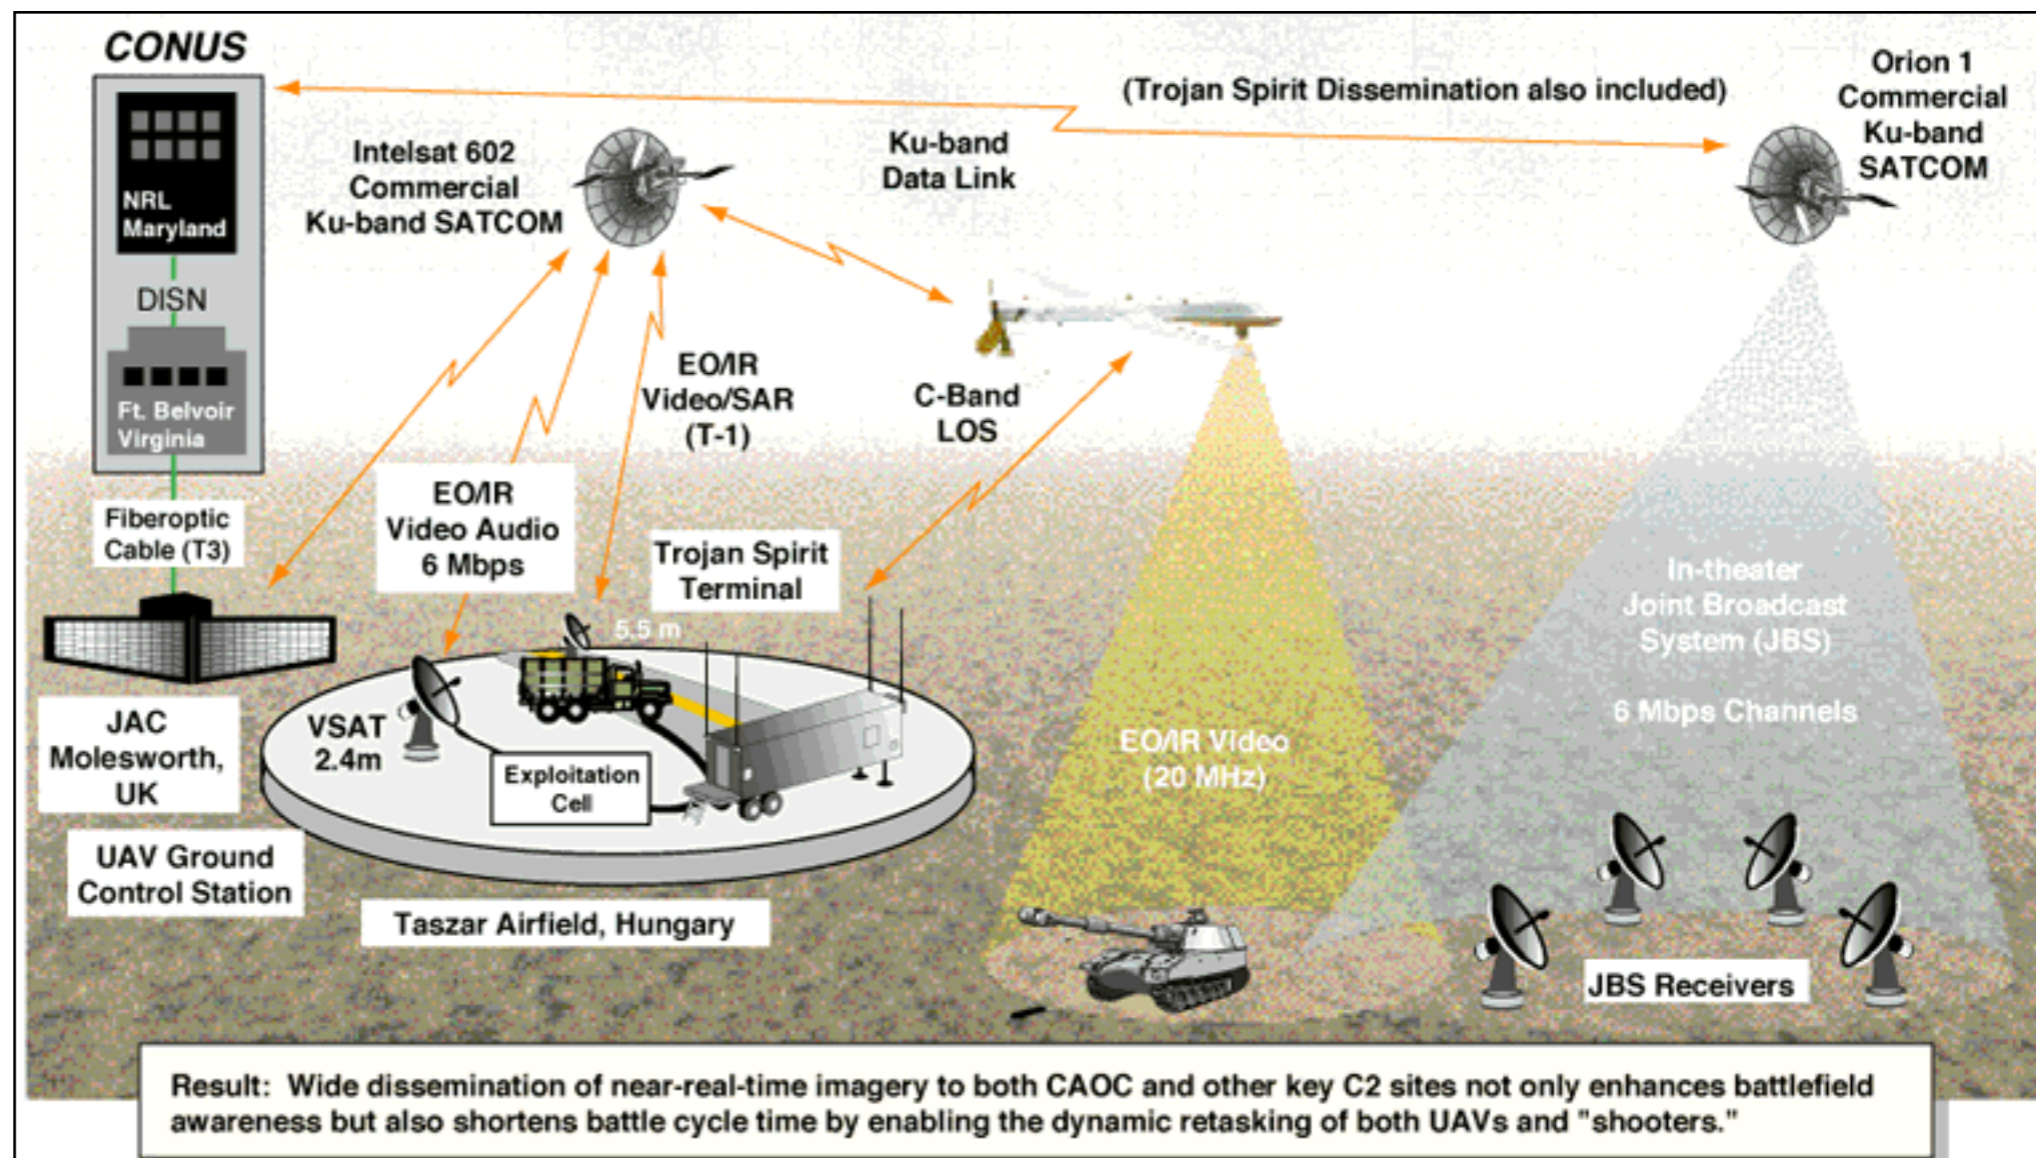 CONUS
NRL
Maryland
DISN
Ft. Belvoir
Virginia
Fiberoptic
Cable (T3)
JAC
Molesworth,
UK
UAV Ground
Control Station
Intelsat 602
Commercial
Ku-band SATCOM
(Trojan Spirit Dissemination also included)
Ku-band
Data Link
Orion 1
Commercial
Ku-band
SATCOM
EO/IR
Video/SAR
(T-1)
C-Band
LOS
EO/IR
Video Audio
6 Mbps
Trojan Spirit
Terminal
5.5 m
VSAT
2.4m
Exploitation
Cell
Taszar Airfield, Hungary
EO/IR Video
(20 MHz)
In-theater
Joint Broadcast
System (JBS)
6 Mbps Channels
JBS Receivers
Result: Wide dissemination of near-real-time imagery to both CAOC and other key C2 sites not only enhances battlefield
awareness but also shortens battle cycle time by enabling the dynamic retasking of both UAVs and "shooters."